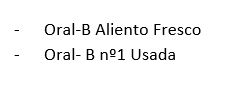 - Oral-B Aliento Fresco
- Oral- B nº1 Usada